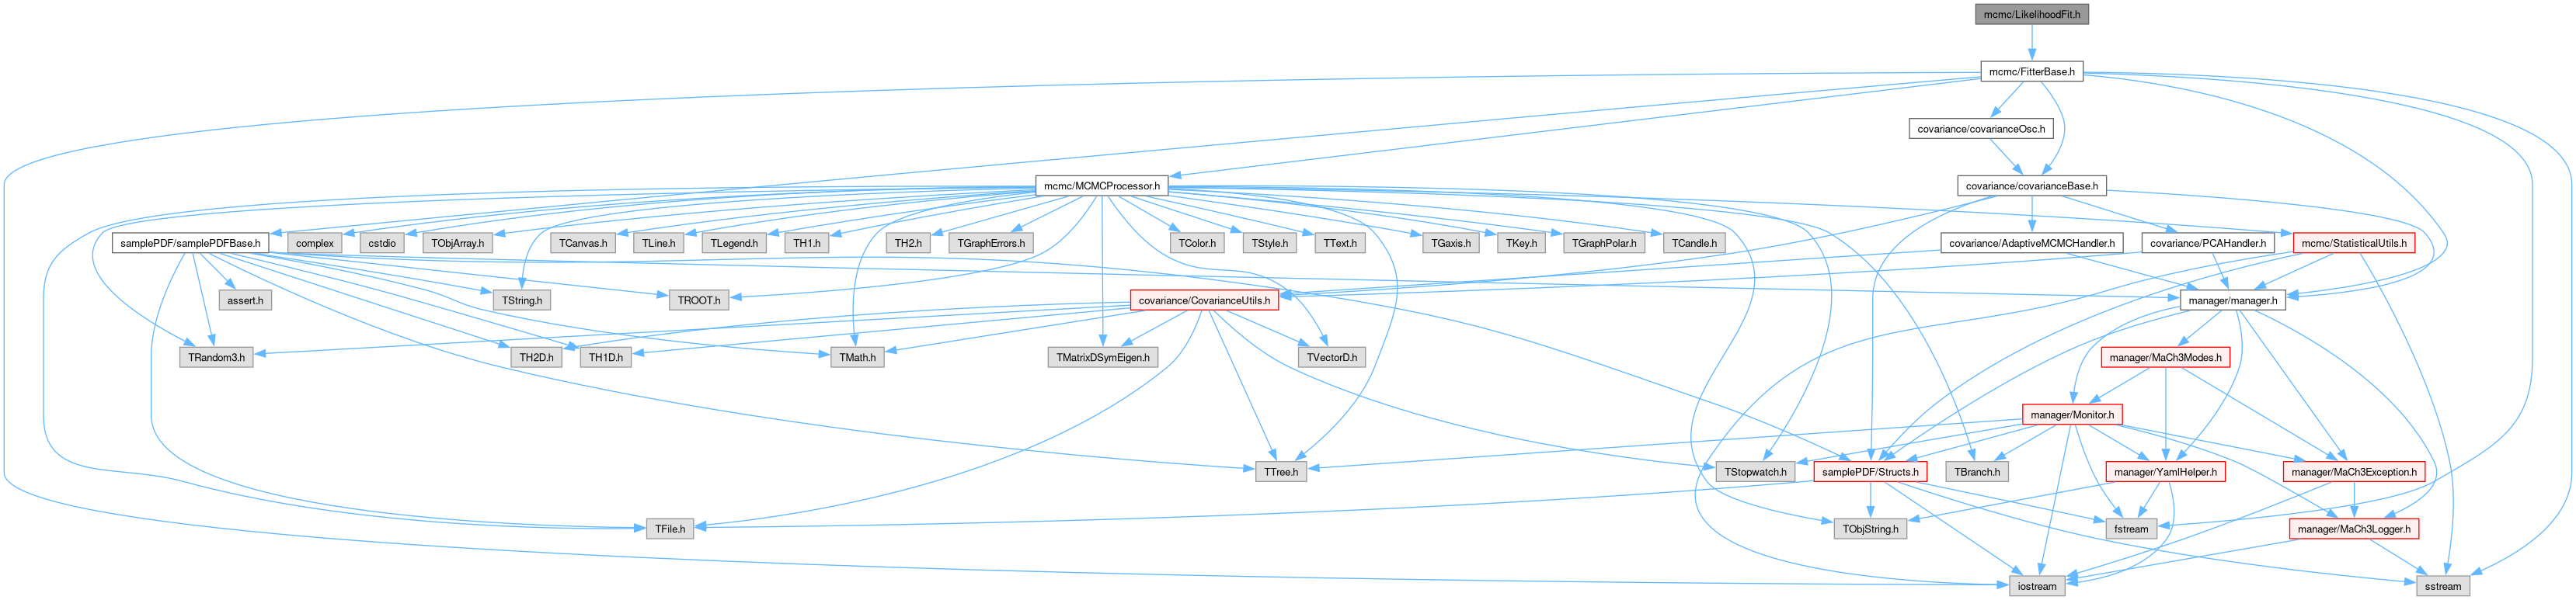 mcmc/LikelihoodFit.h
mcmc/FitterBase.h
covariance/covarianceOsc.h
mcmc/MCMCProcessor.h
covariance/covarianceBase.h
samplePDF/samplePDFBase.h
complex
cstdio
TObjArray.h
TCanvas.h
TLine.h
TLegend.h
TH1.h
TH2.h
TGraphErrors.h
TColor.h
TStyle.h
TText.h
TGaxis.h
TKey.h
TGraphPolar.h
TCandle.h
covariance/AdaptiveMCMCHandler.h
covariance/PCAHandler.h
mcmc/StatisticalUtils.h
assert.h
TString.h
TROOT.h
covariance/CovarianceUtils.h
manager/manager.h
TRandom3.h
TH2D.h
TH1D.h
TMath.h
TMatrixDSymEigen.h
TVectorD.h
manager/MaCh3Modes.h
manager/Monitor.h
TTree.h
TStopwatch.h
samplePDF/Structs.h
TBranch.h
manager/YamlHelper.h
manager/MaCh3Exception.h
TFile.h
TObjString.h
fstream
manager/MaCh3Logger.h
iostream
sstream